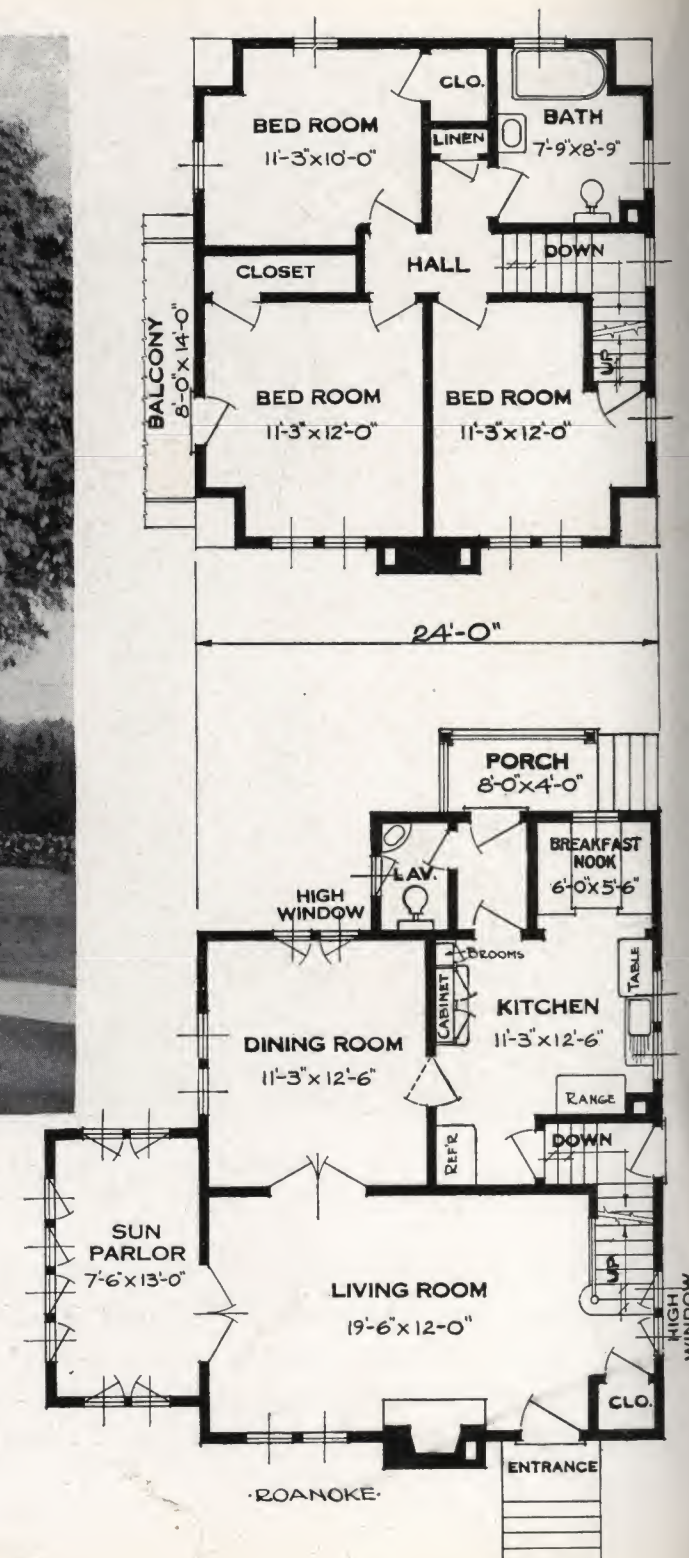 CLO.
BED ROOM
11'-3"x10'-0"
LINEN
BATH
7'-9"x8'-9"
CLOSET
HALL
DOWN
BALCONY
8'-0"x14'-0"
BED ROOM
11'-3"x12'-0"
BED ROOM
11'-3"x12'-0"
UP
24'-0"
PORCH
8'-0"x4'-0"
LAV.
BREAKFAST
NOOK
6'-0"x5'-6"
HIGH
WINDOW
BROOMS
CABINET
KITCHEN
11'-3"x12'-6"
TABLE
DINING ROOM
11'-3"x12'-6"
RANGE
REF'R
DOWN
SUN
PARLOR
7'-6"x13'-0"
LIVING ROOM
19'-6"x12'-0"
UP
HIGH
WINDOW
CLO.
ENTRANCE
·ROANOKE·